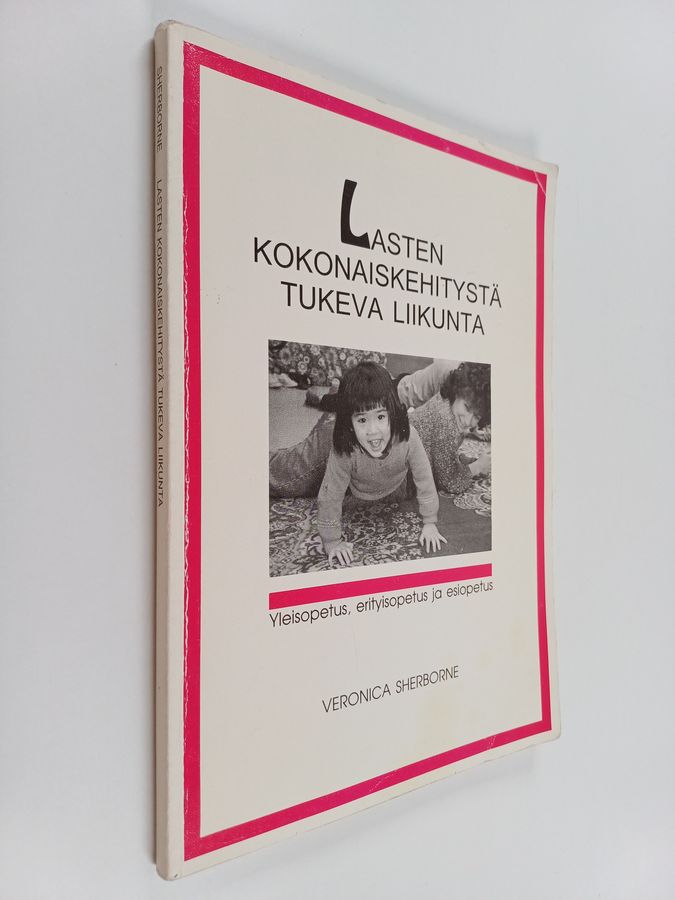 SHERBORNE LASTEN KOKONAISKEHITYSTÄ TUKEVA LIIKUNTA
LASTEN
KOKONAISKEHITYSTÄ
TUKEVA LIIKUNTA
Yleisopetus, erityisopetus ja esiopetus
VERONICA SHERBORNE